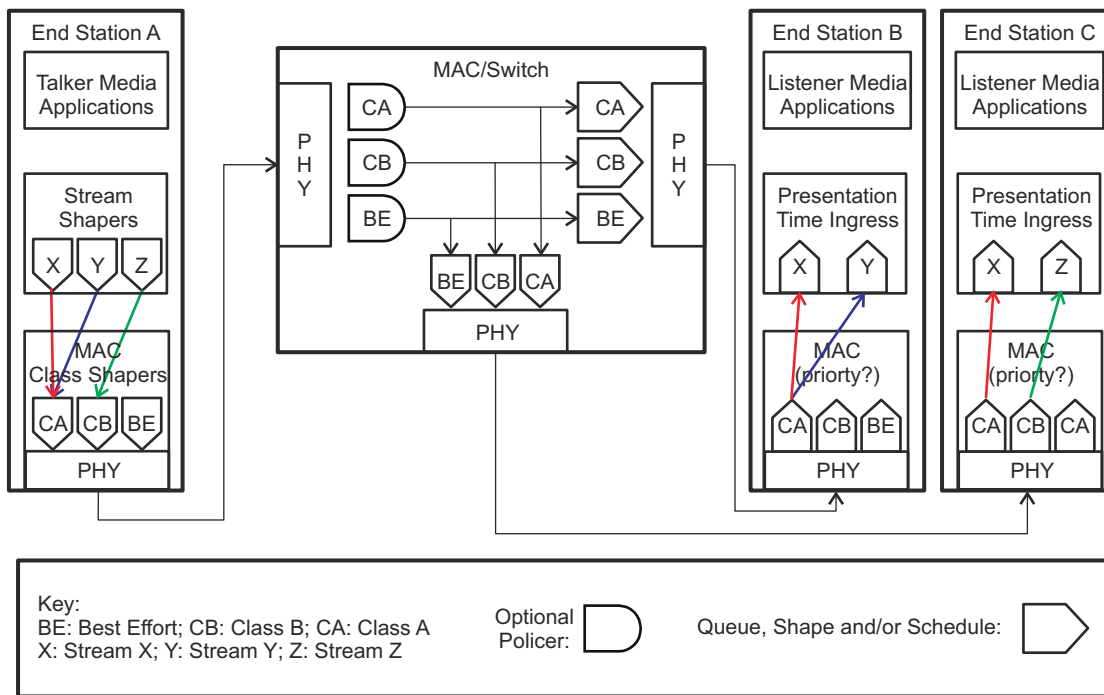 End Station A
Talker Media
Applications
Stream
Shapers
X Y Z
MAC
Class Shapers
CA CB BE
PHY
MAC/Switch
P
H
Y
CA
CB
BE
CA
CB
BE
P
H
Y
BE CB CA
PHY
End Station B
Listener Media
Applications
Presentation
Time Ingress
X Y
MAC
(priorty?)
CA CB BE
PHY
End Station C
Listener Media
Applications
Presentation
Time Ingress
X Z
MAC
(priorty?)
CA CB CA
PHY
Key:
BE: Best Effort; CB: Class B; CA: Class A
X: Stream X; Y: Stream Y; Z: Stream Z
Optional
Policer:
Queue, Shape and/or Schedule: